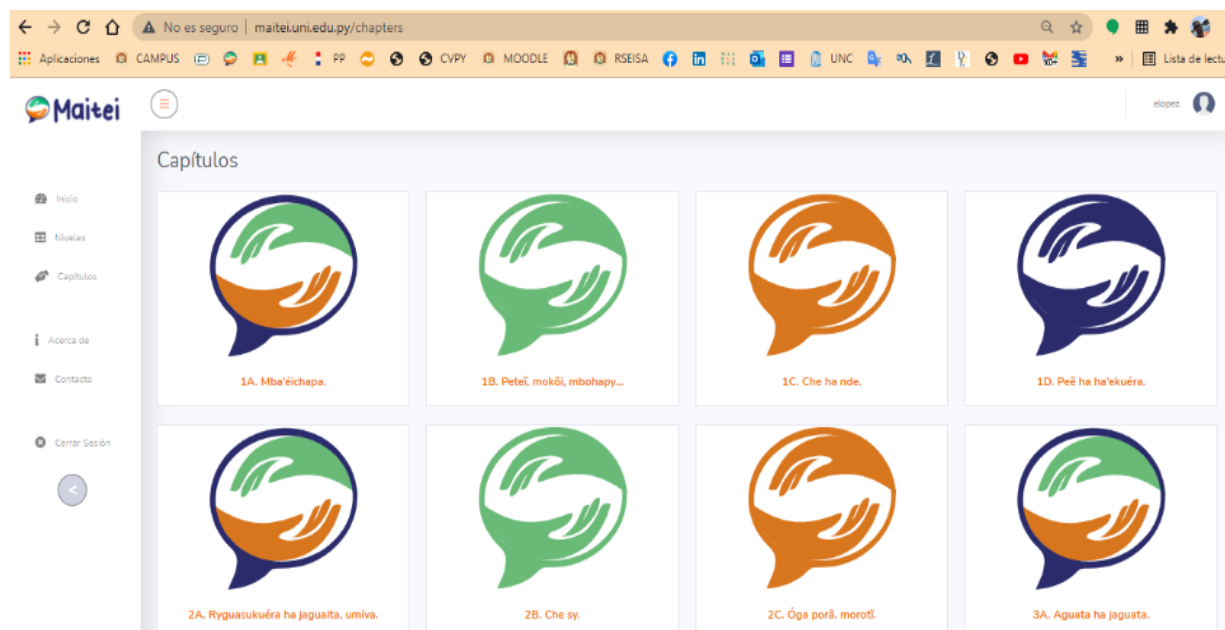 No es seguro | maitei.uni.edu.py/chapters
Aplicaciones CAMPUS PP CVPY MOODLE RSEISA UNC » Lista de lectu
Maitei
elopez
Capítulos
Inicio
Niveles
Capítulos
Acerca de
Contacto
Cerrar Sesión
1A. Mba'éichapa.
1B. Peteĩ, mokõi, mbohapy...
1C. Che ha nde.
1D. Peẽ ha ha'ekuéra.
2A. Ryguasukuéra ha jaguaita, umíva.
2B. Che sy.
2C. Óga porã, morotĩ.
3A. Aguata ha jaguata.